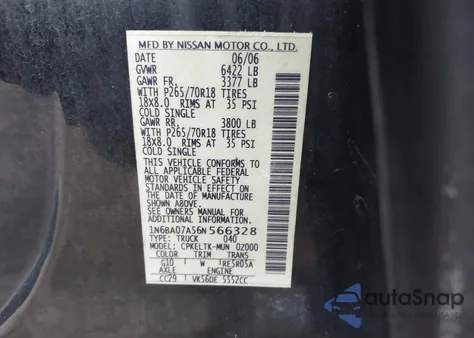 MFD BY NISSAN MOTOR CO., LTD.
DATE 06/06
GVWR 6422 LB
GAWR FR. 3377 LB
WITH P265/70R18 TIRES
18X8.0 RIMS AT 35 PSI
COLD SINGLE
GAWR RR. 3800 LB
WITH P265/70R18 TIRES
18X8.0 RIMS AT 35 PSI
COLD SINGLE
THIS VEHICLE CONFORMS TO
ALL APPLICABLE FEDERAL
MOTOR VEHICLE SAFETY
STANDARDS IN EFFECT ON THE
DATE OF MANUFACTURE
SHOWN ABOVE.
SEE OWNERS MANUAL FOR
ADDITIONAL INFORMATION.
1N6BA07A56N566328
TYPE: TRUCK 040
MODEL: CPKELTK-MUN 02000
COLOR TRIM TRANS
G10 W RE5R05A
AXLE ENGINE
CC29 VK56DE 5552CC
autoSnap
by Carfast Express